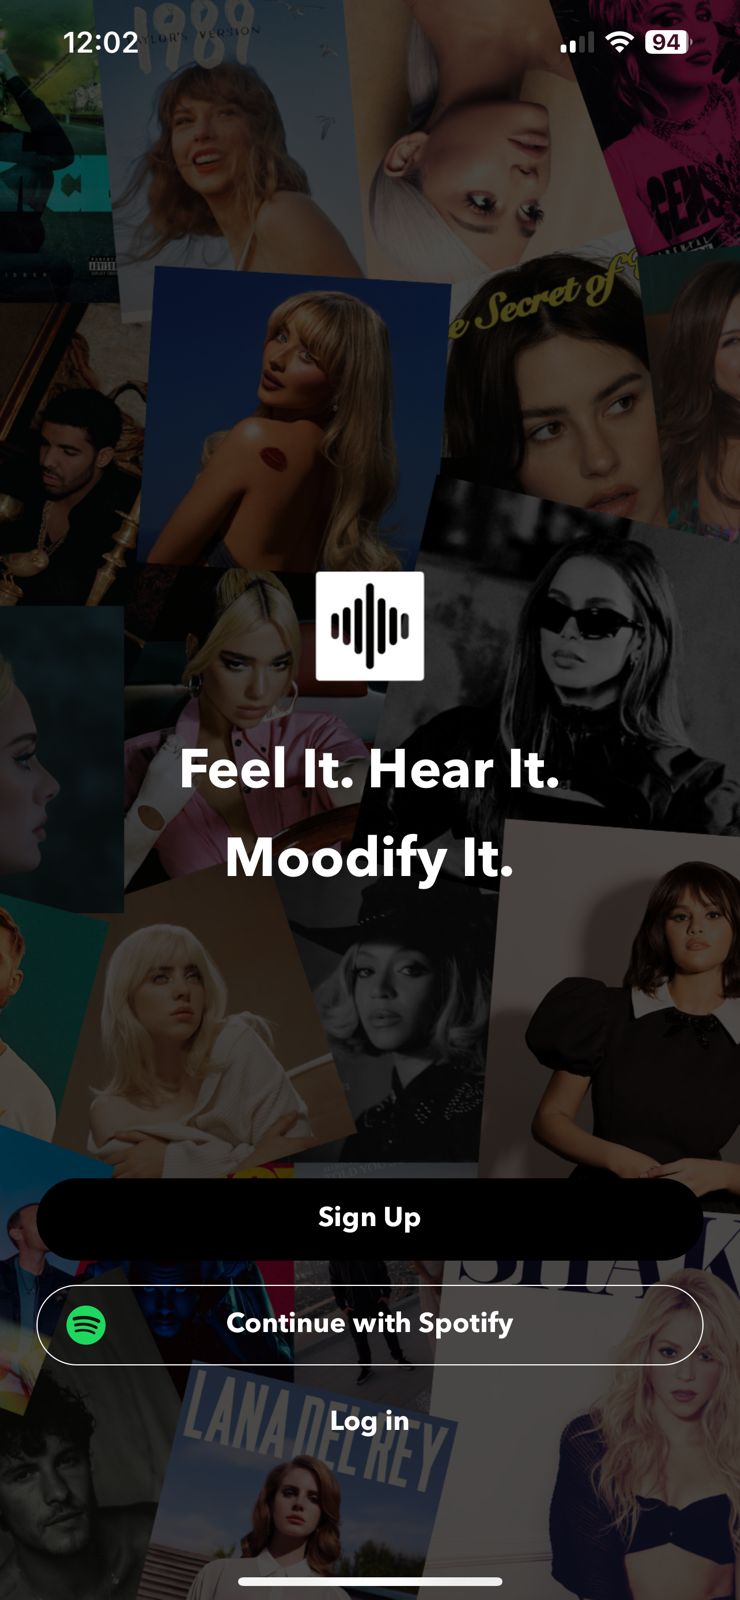 12:02
94
1989
TAYLOR'S VERSION
e Secret of
Feel It. Hear It.
Moodify It.
Sign Up
SHAK
Continue with Spotify
LANA DEL REY
Log in